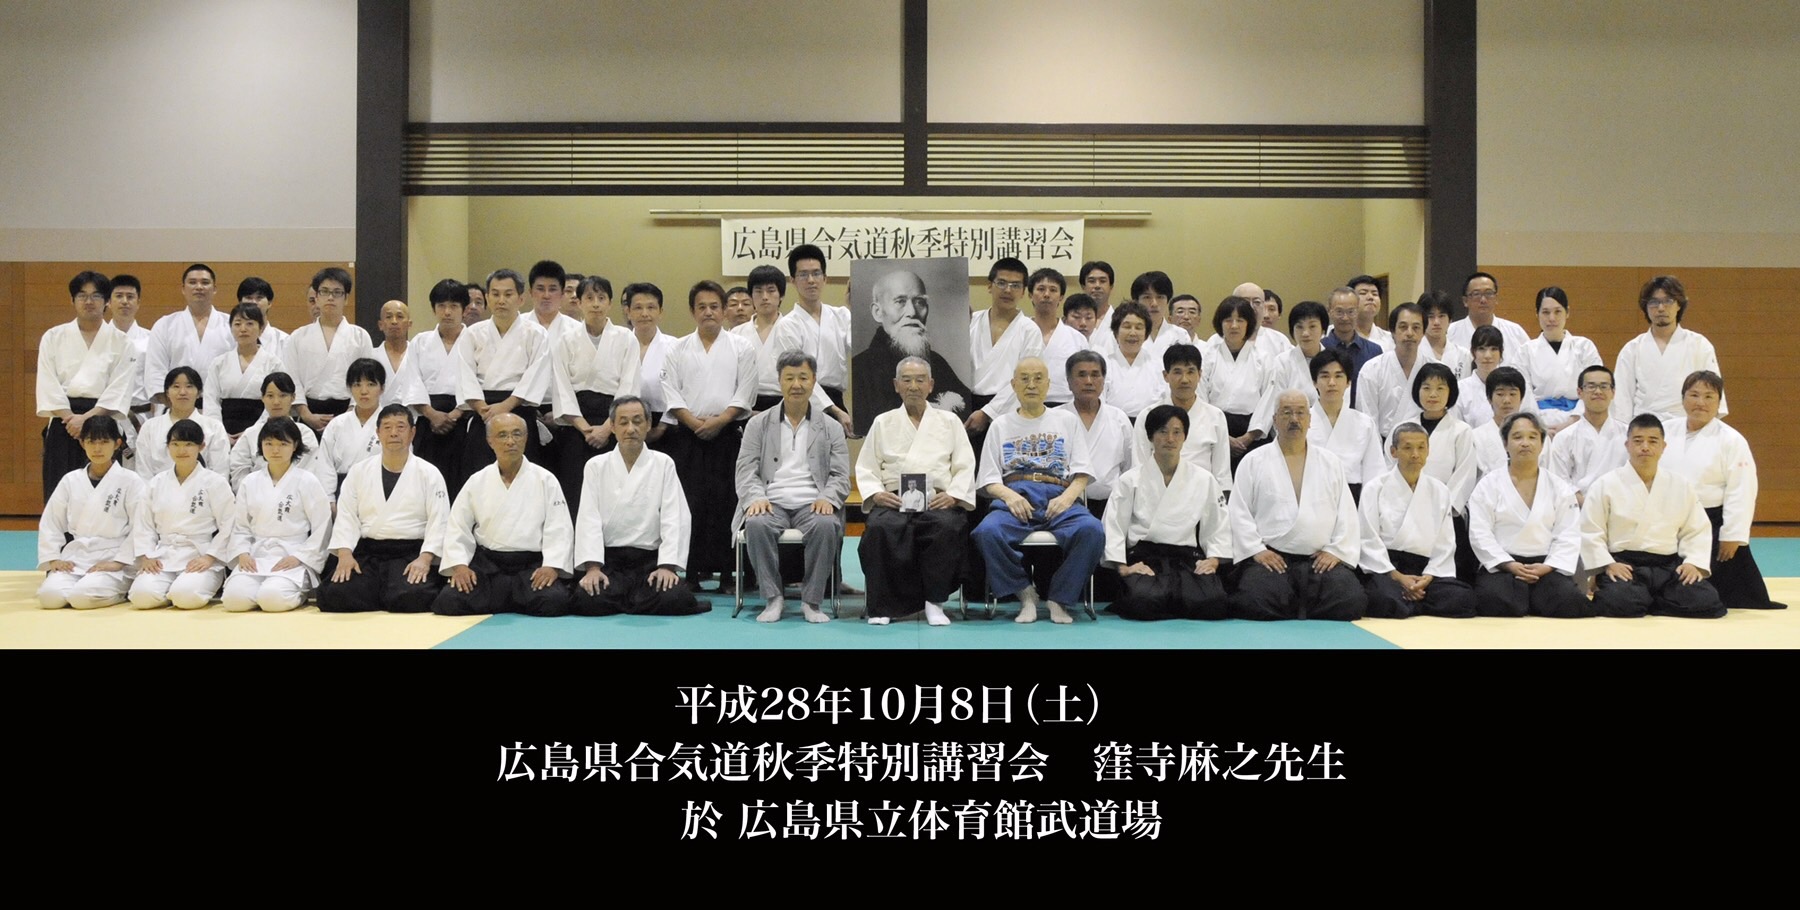 広島県合気道秋季特別講習会
平成28年10月8日(土)
広島県合気道秋季特別講習会 窪寺麻之先生
於 広島県立体育館武道場